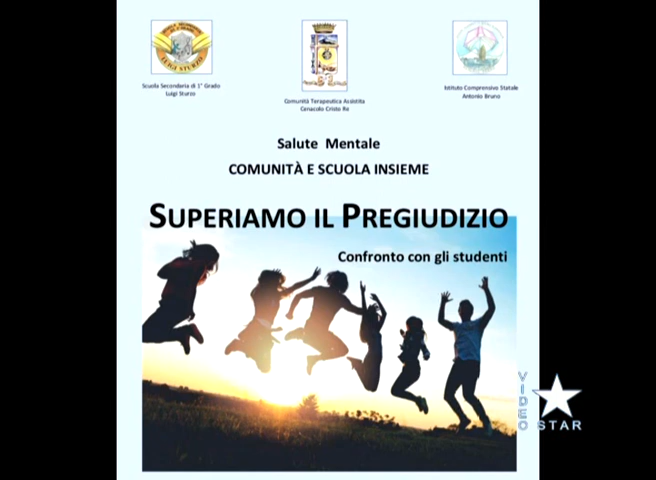 LUIGI STURZO
Scuola Secondaria di 1° Grado
Luigi Sturzo
Comunità Terapeutica Assistita
Cenacolo Cristo Re
Istituto Comprensivo Statale
Antonio Bruno
Salute Mentale
COMUNITÀ E SCUOLA INSIEME
SUPERIAMO IL PREGIUDIZIO
Confronto con gli studenti
VIDEO
STAR